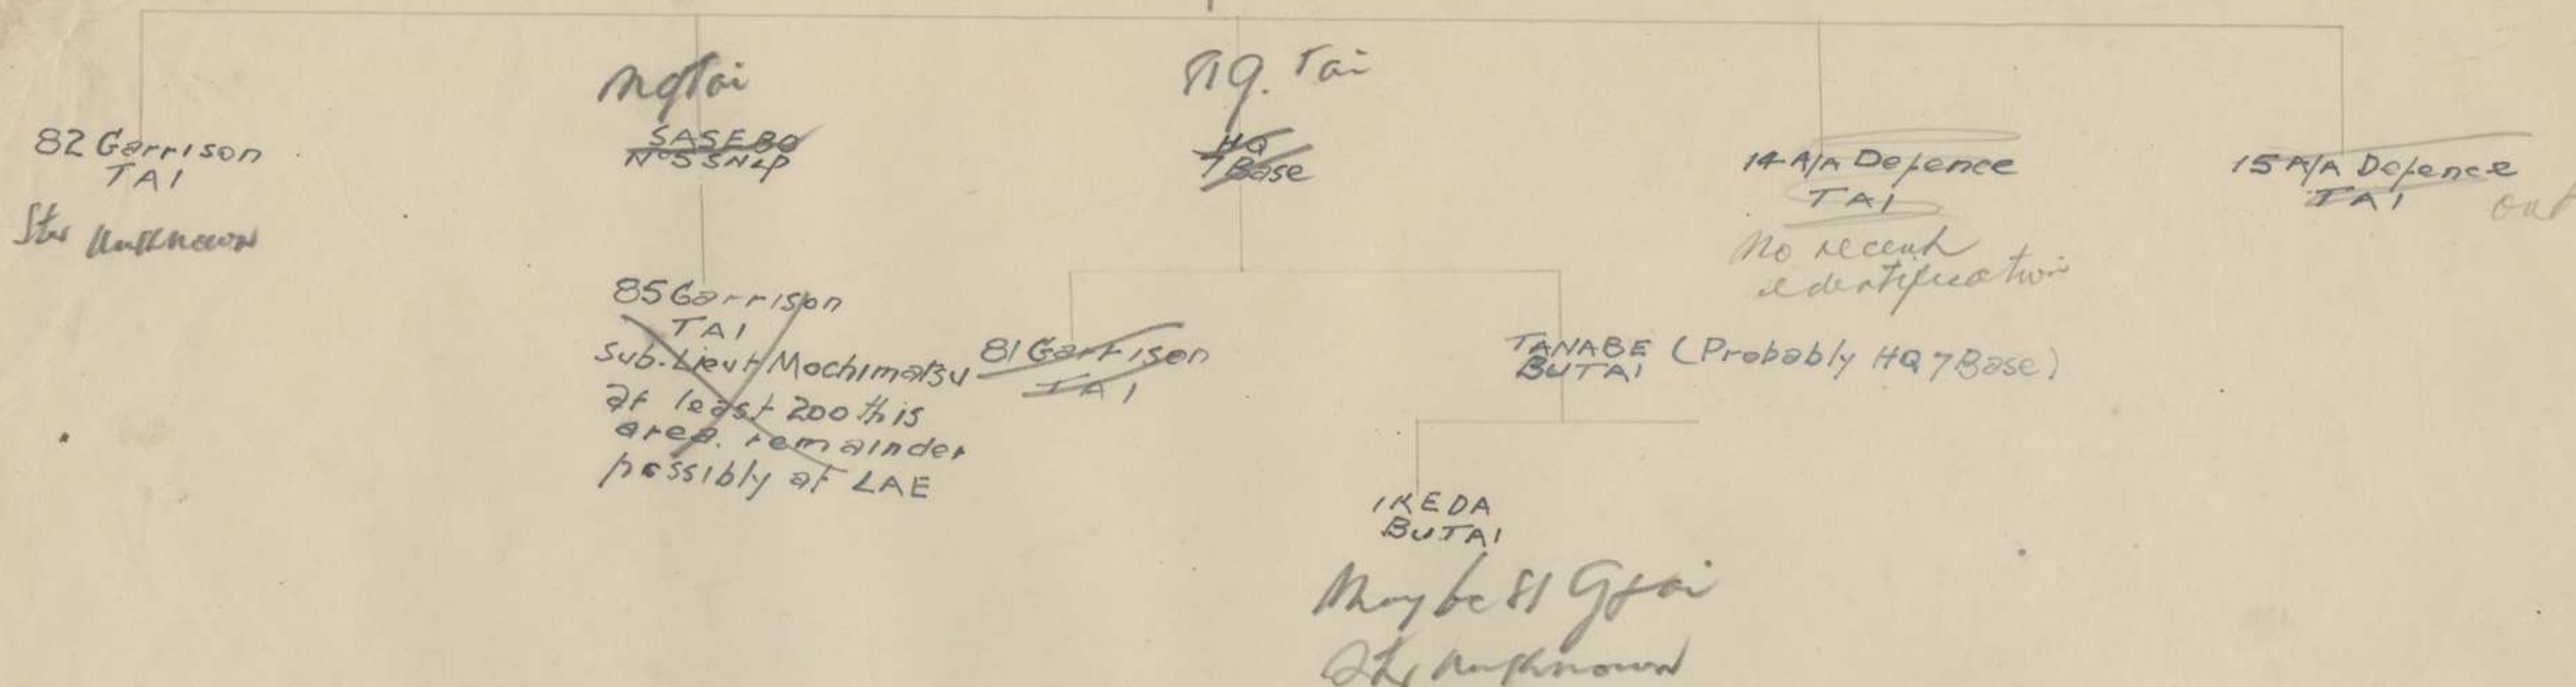 82 Garrison
TAI
Str unknown
SASEBO
No 5 SNLP
85 Garrison
TAI
Sub. Lieut Mochimatsu
at least 200 this
area. remainder
possibly at LAE
Tai
HQ
7 Base
81 Garrison
TAI
TANABE (Probably HQ 7 Base)
BUTAI
IKEDA
BUTAI
May be 81
Str unknown
14 A/A Defence
TAI
No recent
identification
15 A/A Defence
TAI
out